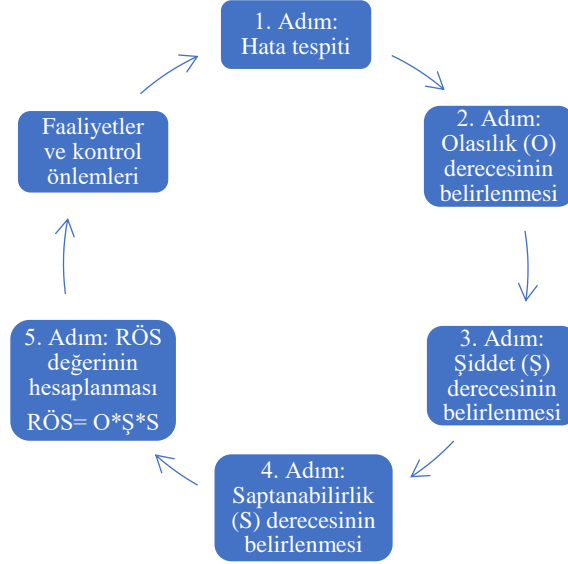 1. Adım:
Hata tespiti
2. Adım:
Olasılık (O)
derecesinin
belirlenmesi
3. Adım:
Şiddet (Ş)
derecesinin
belirlenmesi
4. Adım:
Saptanabilirlik
(S) derecesinin
belirlenmesi
5. Adım: RÖS
değerinin
hesaplanması
RÖS= O*Ş*S
Faaliyetler
ve kontrol
önlemleri